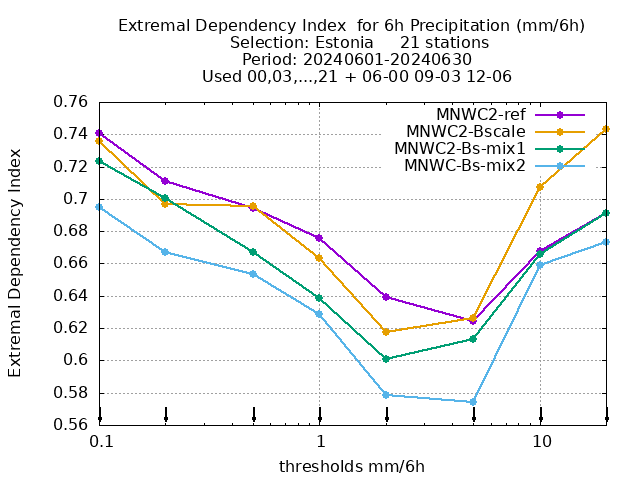 Extremal Dependency Index  for 6h Precipitation (mm/6h)
Selection: Estonia     21 stations
Period: 20240601-20240630
Used 00,03,...,21 + 06-00 09-03 12-06
MNWC2-ref
MNWC2-Bscale
MNWC2-Bs-mix1
MNWC-Bs-mix2
Extremal Dependency Index
0.76
0.74
0.72
0.7
0.68
0.66
0.64
0.62
0.6
0.58
0.56
0.1 1 10
thresholds mm/6h